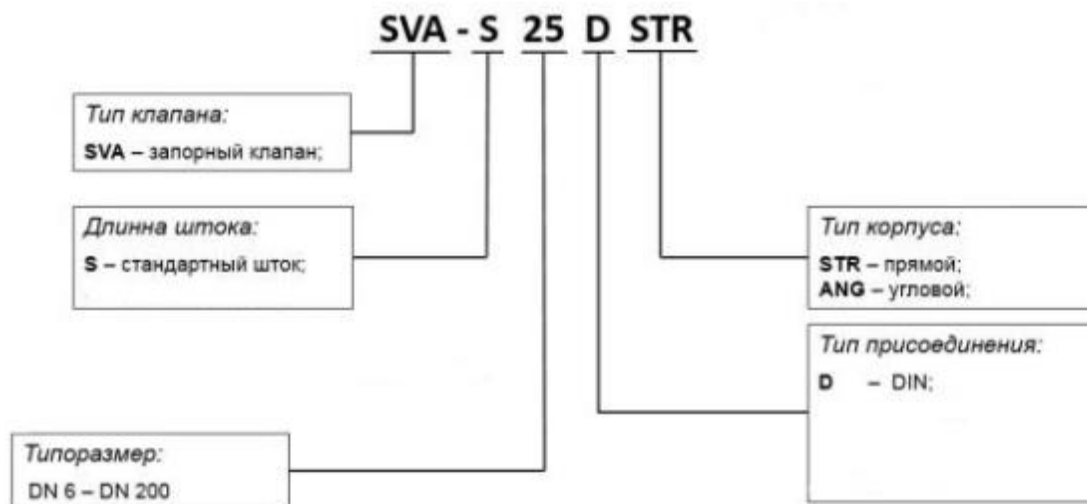 SVA - S 25 D STR
Тип клапана:
SVA – запорный клапан;
Длинна штока:
S – стандартный шток;
Тип корпуса:
STR – прямой;
ANG – угловой;
Тип присоединения:
D – DIN;
Типоразмер:
DN 6 – DN 200